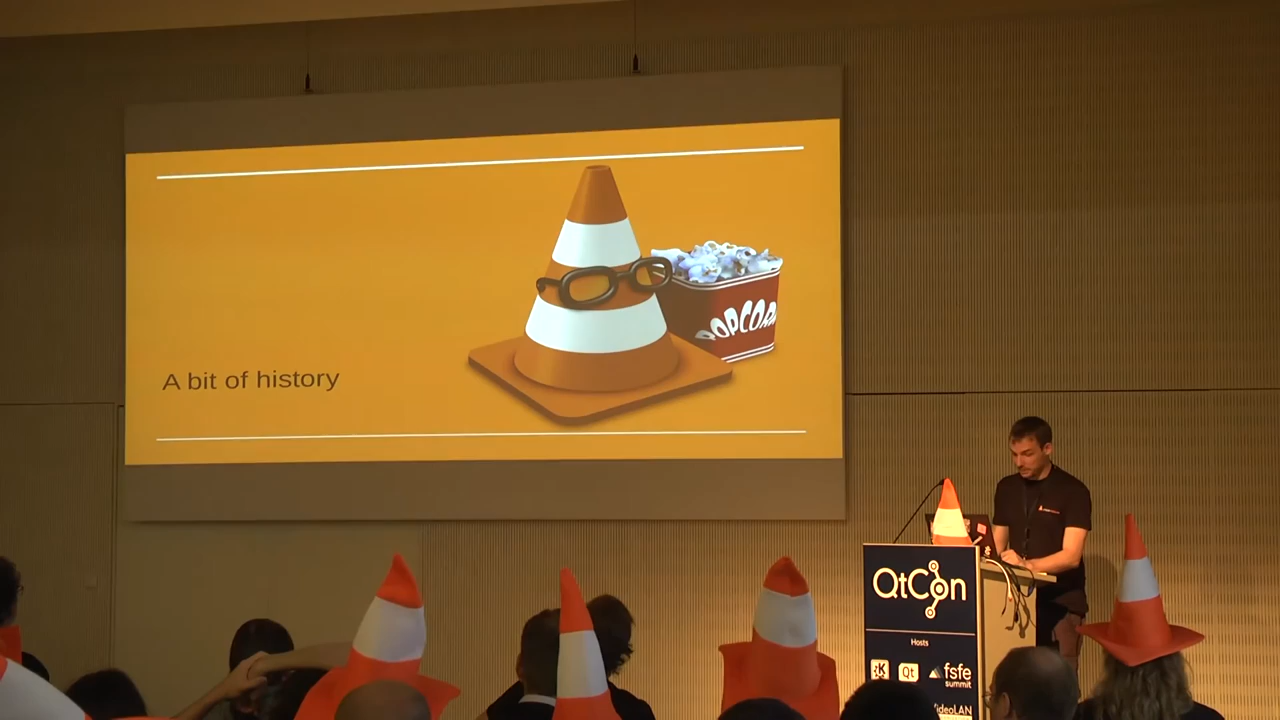 A bit of history
POPCORN
QtCon
Hosts
Qt
fsfe
summit
VideoLAN